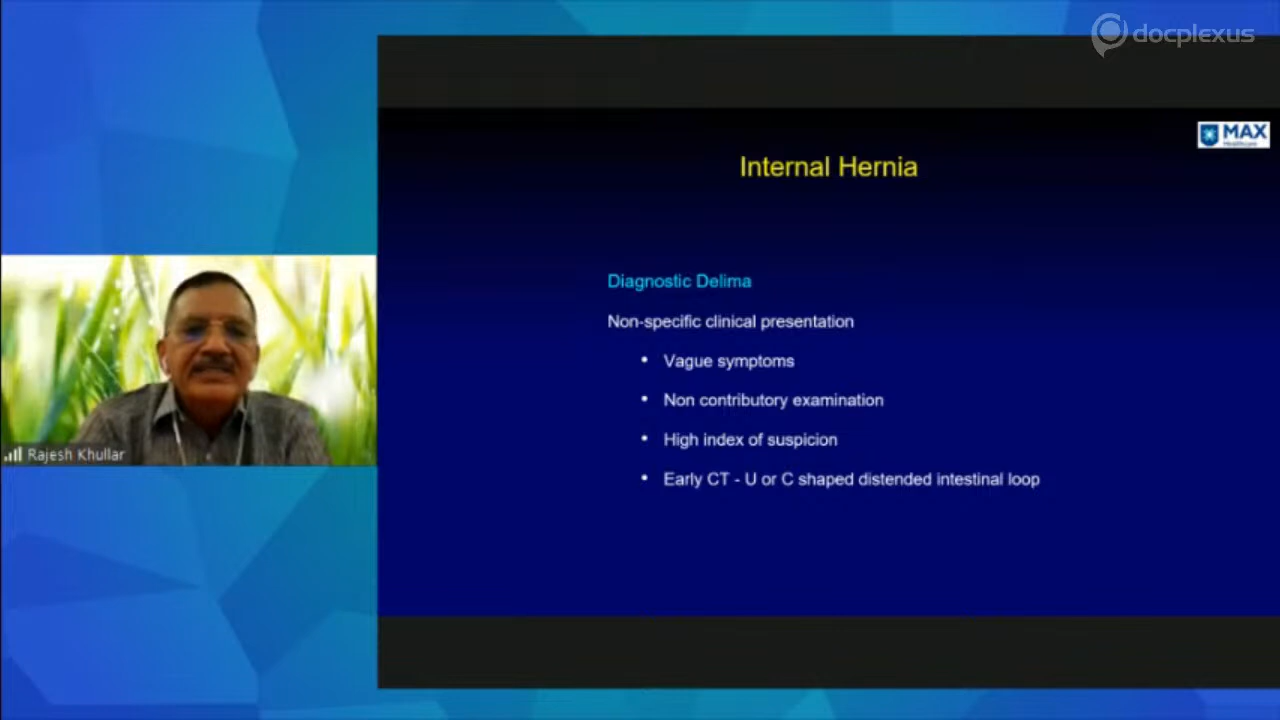 docplexus
MAX
Healthcare
Internal Hernia
Diagnostic Delima
Non-specific clinical presentation
• Vague symptoms
• Non contributory examination
• High index of suspicion
• Early CT - U or C shaped distended intestinal loop
Rajesh Khullar